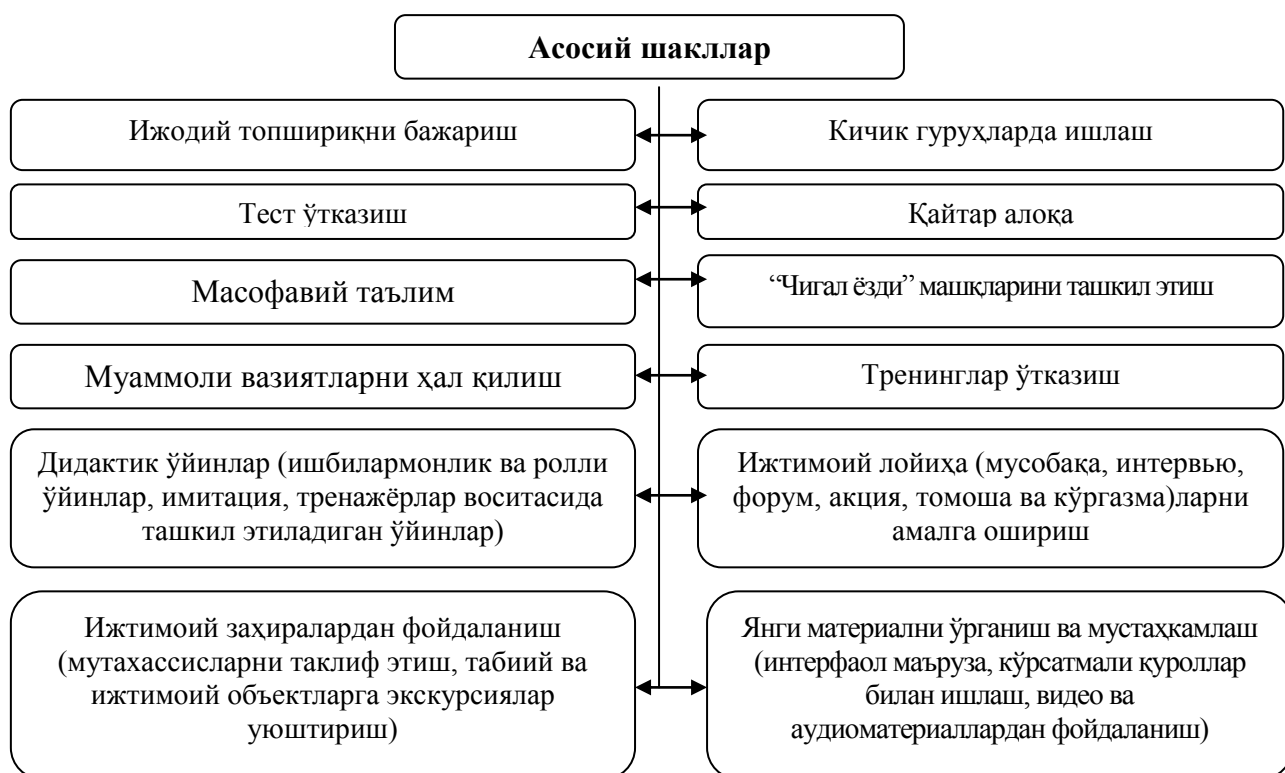 Асосий шакллар
Ижодий топшириқни бажариш
Кичик гуруҳларда ишлаш
Тест ўтказиш
Қайтар алоқа
Масофавий таълим
“Чигал ёзди” машқларини ташкил этиш
Муаммоли вазиятларни ҳал қилиш
Тренинглар ўтказиш
Дидактик ўйинлар (ишбилармонлик ва ролли
ўйинлар, имитация, тренажёрлар воситасида
ташкил этиладиган ўйинлар)
Ижтимоий лойиҳа (мусобақа, интервью,
форум, акция, томоша ва кўргазма)ларни
амалга ошириш
Ижтимоий заҳиралардан фойдаланиш
(мутахассисларни таклиф этиш, табиий ва
ижтимоий объектларга экскурсиялар
уюштириш)
Янги материални ўрганиш ва мустаҳкамлаш
(интерфаол маъруза, кўрсатмали қуроллар
билан ишлаш, видео ва
аудиоматериаллардан фойдаланиш)